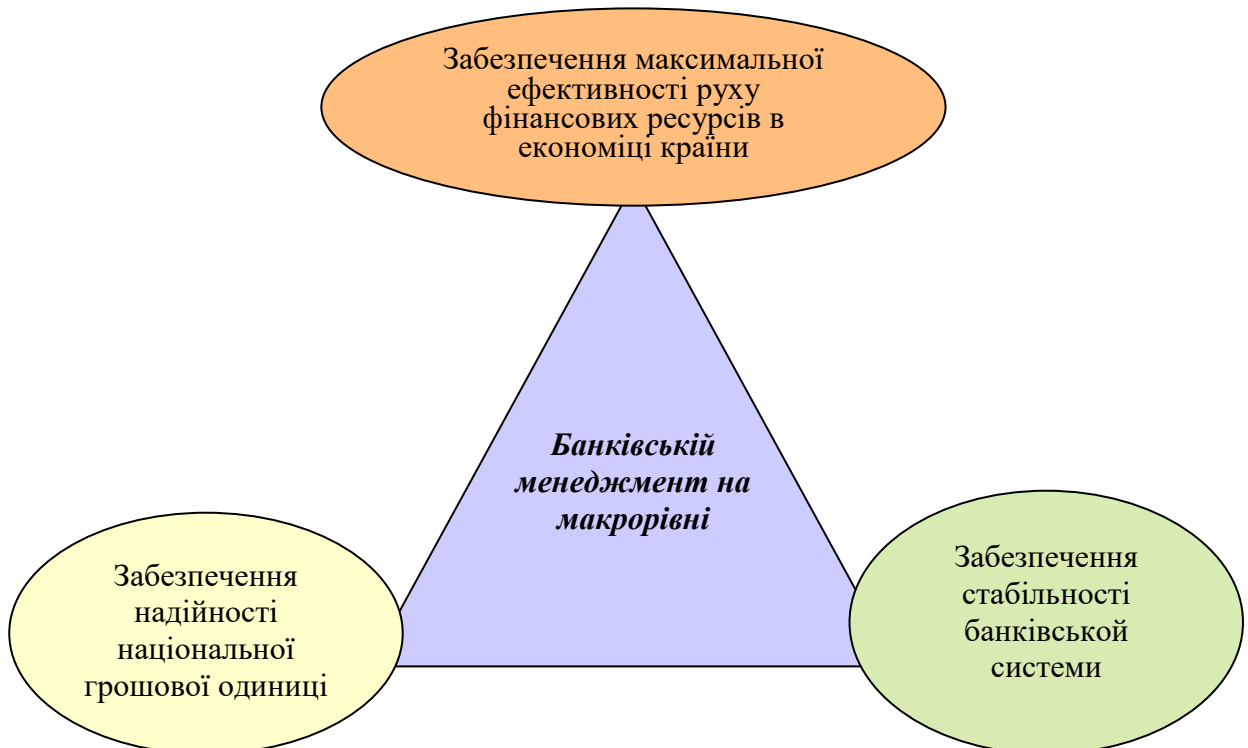 Забезпечення максимальної
ефективності руху
фінансових ресурсів в
економіці країни
Банківській
менеджмент на
макрорівні
Забезпечення
надійності
національної
грошової одиниці
Забезпечення
стабільності
банківської
системи